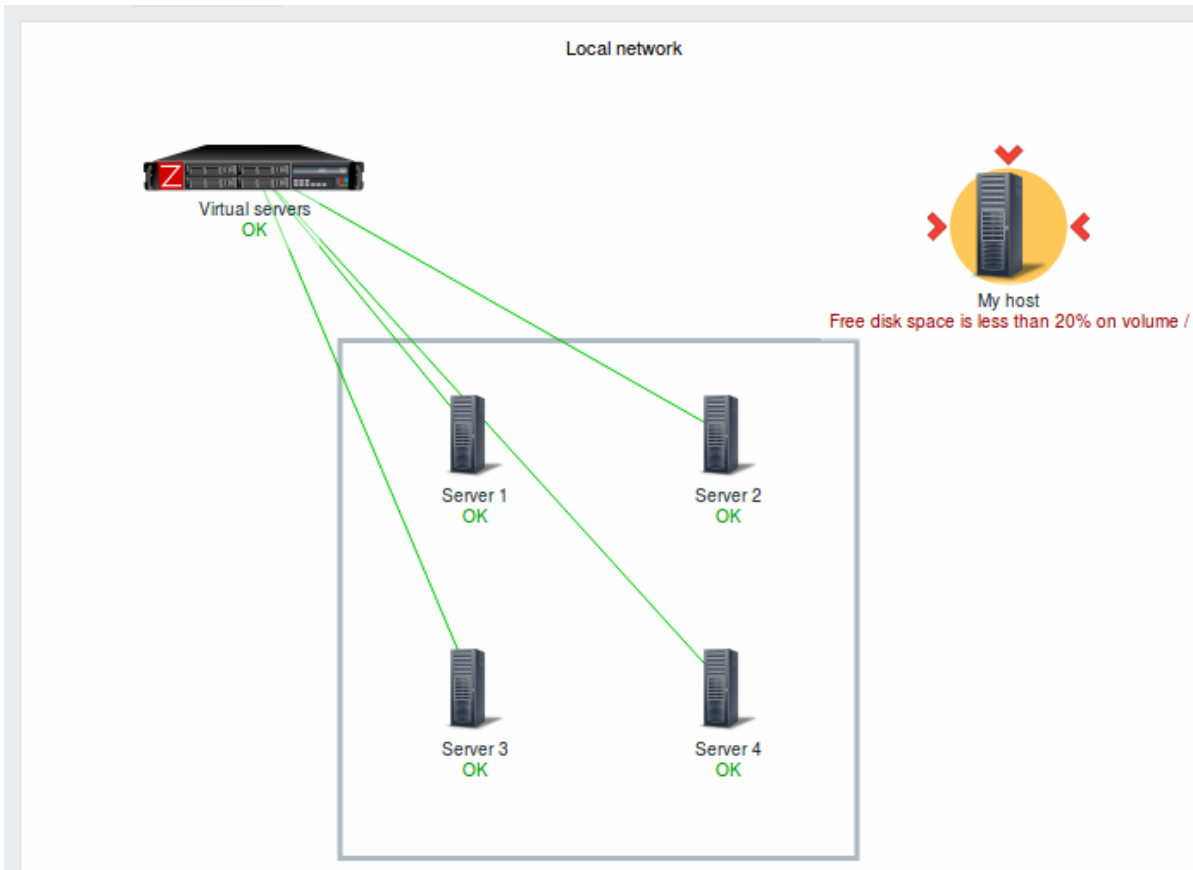 Local network
Z
Virtual servers
OK
My host
Free disk space is less than 20% on volume /
Server 1
OK
Server 2
OK
Server 3
OK
Server 4
OK